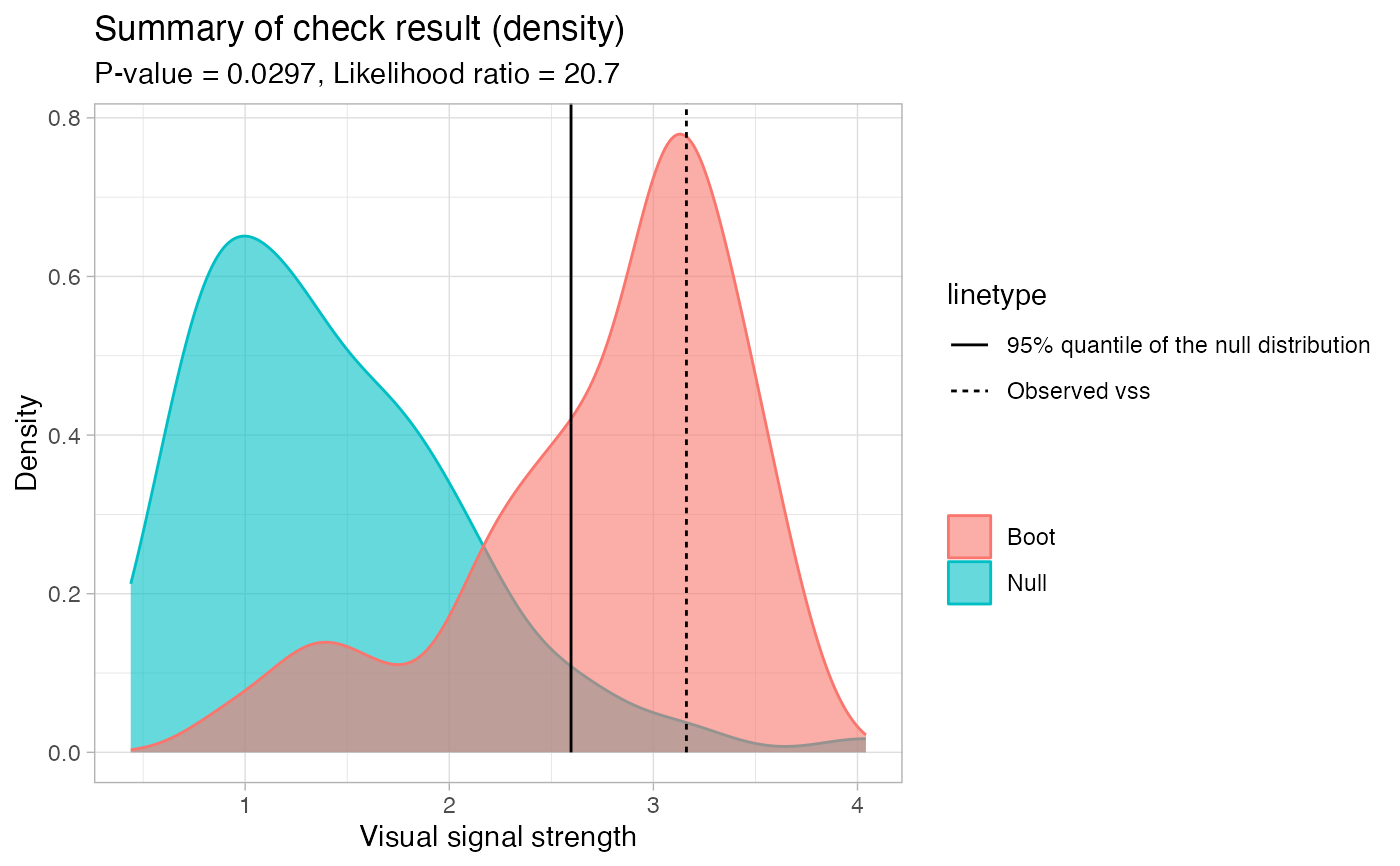 Summary of check result (density)
P-value = 0.0297, Likelihood ratio = 20.7
0.8
0.6
0.4
0.2
0.0
Density
1 2 3 4
Visual signal strength
linetype
95% quantile of the null distribution
Observed vss
Boot
Null